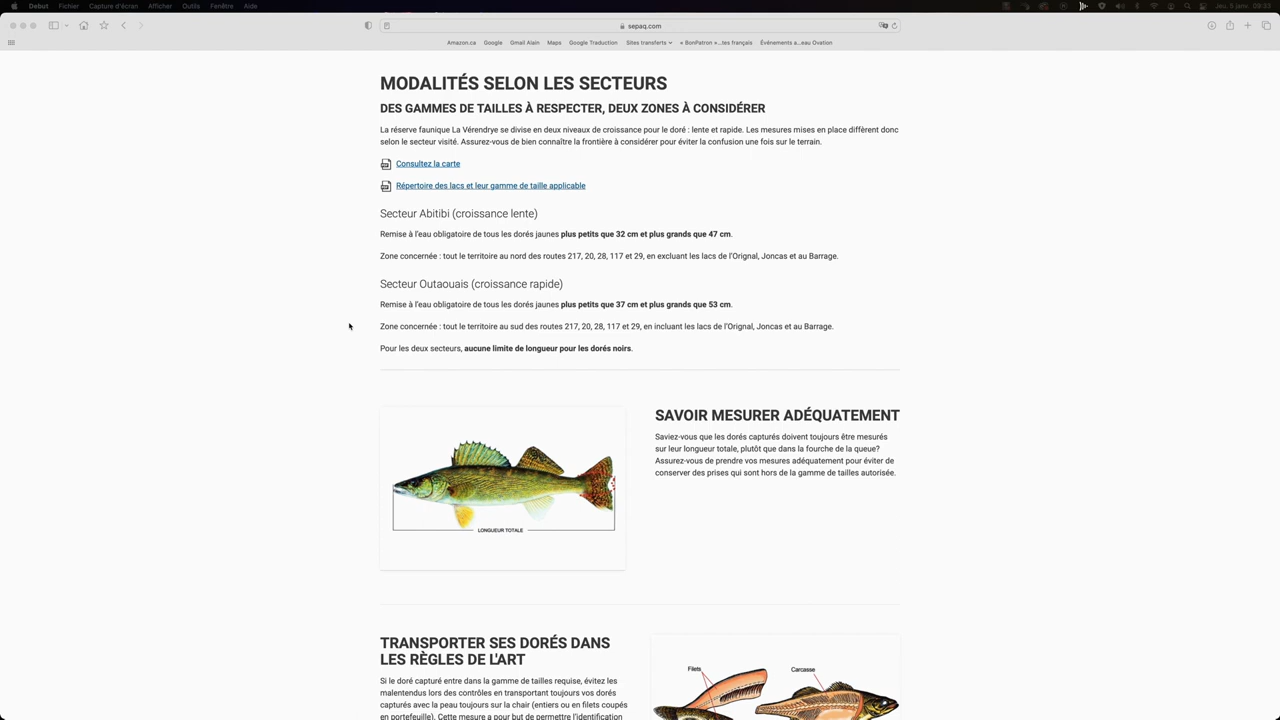 Debut Fichier Capture d'écran Afficher Outils Fenêtre Aide Jeu. 5 janv. 09:33
sepaq.com
Amazon.ca Google Gmail Alain Maps Google Traduction Sites transferts « BonPatron »...tes français Événements a...eau Ovation
MODALITÉS SELON LES SECTEURS
DES GAMMES DE TAILLES À RESPECTER, DEUX ZONES À CONSIDÉRER
La réserve faunique La Vérendrye se divise en deux niveaux de croissance pour le doré : lente et rapide. Les mesures mises en place diffèrent donc
selon le secteur visité. Assurez-vous de bien connaître la frontière à considérer pour éviter la confusion une fois sur le terrain.
Consultez la carte
Répertoire des lacs et leur gamme de taille applicable
Secteur Abitibi (croissance lente)
Remise à l'eau obligatoire de tous les dorés jaunes plus petits que 32 cm et plus grands que 47 cm.
Zone concernée : tout le territoire au nord des routes 217, 20, 28, 117 et 29, en excluant les lacs de l'Orignal, Joncas et au Barrage.
Secteur Outaouais (croissance rapide)
Remise à l'eau obligatoire de tous les dorés jaunes plus petits que 37 cm et plus grands que 53 cm.
Zone concernée : tout le territoire au sud des routes 217, 20, 28, 117 et 29, en incluant les lacs de l'Orignal, Joncas et au Barrage.
Pour les deux secteurs, aucune limite de longueur pour les dorés noirs.
SAVOIR MESURER ADÉQUATEMENT
Saviez-vous que les dorés capturés doivent toujours être mesurés
sur leur longueur totale, plutôt que dans la fourche de la queue?
Assurez-vous de prendre vos mesures adéquatement pour éviter de
conserver des prises qui sont hors de la gamme de tailles autorisée.
LONGUEUR TOTALE
TRANSPORTER SES DORÉS DANS
LES RÈGLES DE L'ART
Si le doré capturé entre dans la gamme de tailles requise, évitez les
malentendus lors des contrôles en transportant toujours vos dorés
capturés avec la peau toujours sur la chair (entiers ou en filets coupés
en portefeuille). Cette mesure a pour but de permettre l'identification
Filets
Carcasse